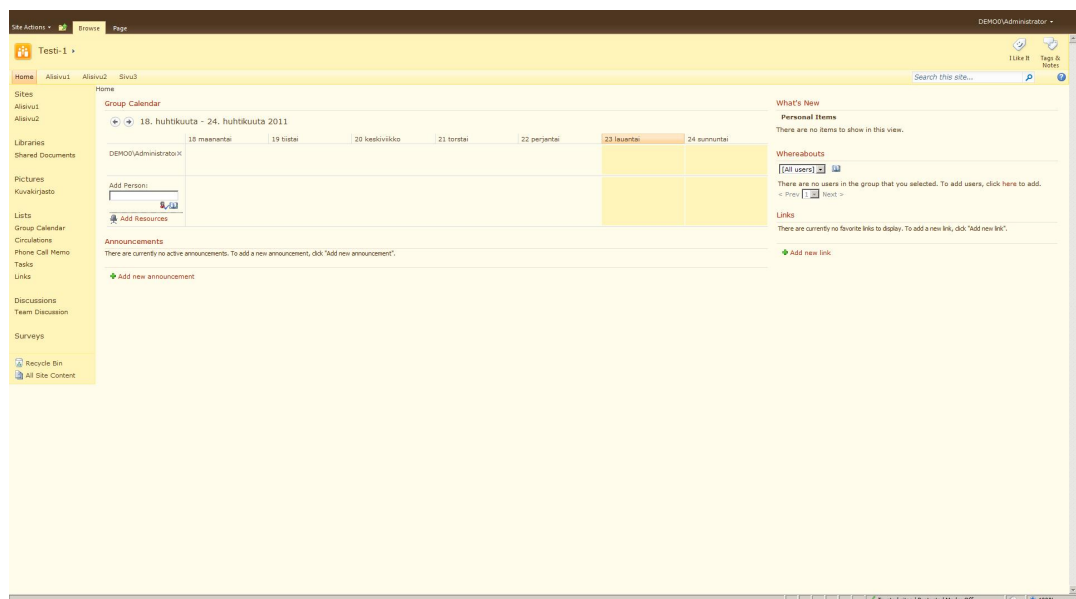 DEMO0\Administrator
Site Actions Browse Page
Testi-1
I Like It Tags & Notes
Home Alisivu1 Alisivu2 Sivu3
Search this site...
Home
Sites
Alisivu1
Alisivu2
Libraries
Shared Documents
Pictures
Kuvakirjasto
Lists
Group Calendar
Circulations
Phone Call Memo
Tasks
Links
Discussions
Team Discussion
Surveys
Recycle Bin
All Site Content
Group Calendar
18. huhtikuuta - 24. huhtikuuta 2011
18 maanantai 19 tiistai 20 keskiviikko 21 torstai 22 perjantai 23 lauantai 24 sunnuntai
DEMO0\Administrator
Add Person:
Add Resources
Announcements
There are currently no active announcements. To add a new announcement, click "Add new announcement".
Add new announcement
What's New
Personal Items
There are no items to show in this view.
Whereabouts
[All users]
There are no users in the group that you selected. To add users, click here to add.
< Prev 1 Next >
Links
There are currently no favorite links to display. To add a new link, click "Add new link".
Add new link